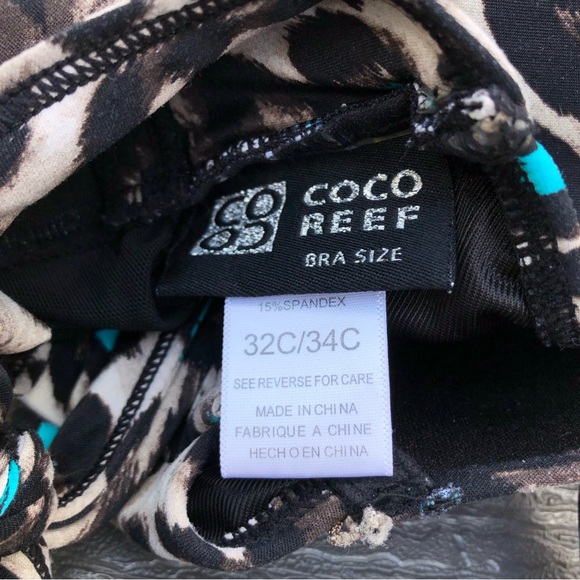 COCO
REEF
BRA SIZE
15%SPANDEX
32C/34C
SEE REVERSE FOR CARE
MADE IN CHINA
FABRIQUE A CHINE
HECHO EN CHINA